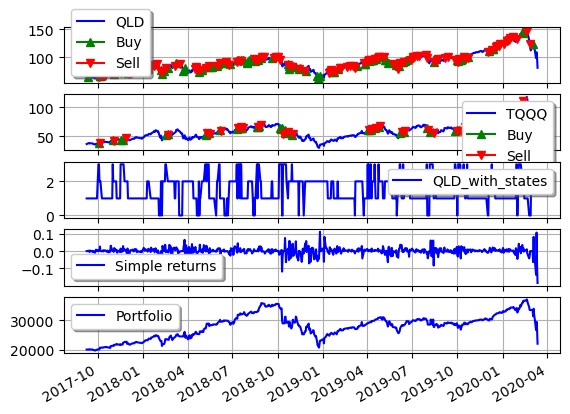 150
100
QLD
Buy
Sell
100
50
TQQQ
Buy
Sell
2
0
QLD_with_states
0.1
0.0
−0.1
Simple returns
30000
20000
Portfolio
2017-10
2018-01
2018-04
2018-07
2018-10
2019-01
2019-04
2019-07
2019-10
2020-01
2020-04